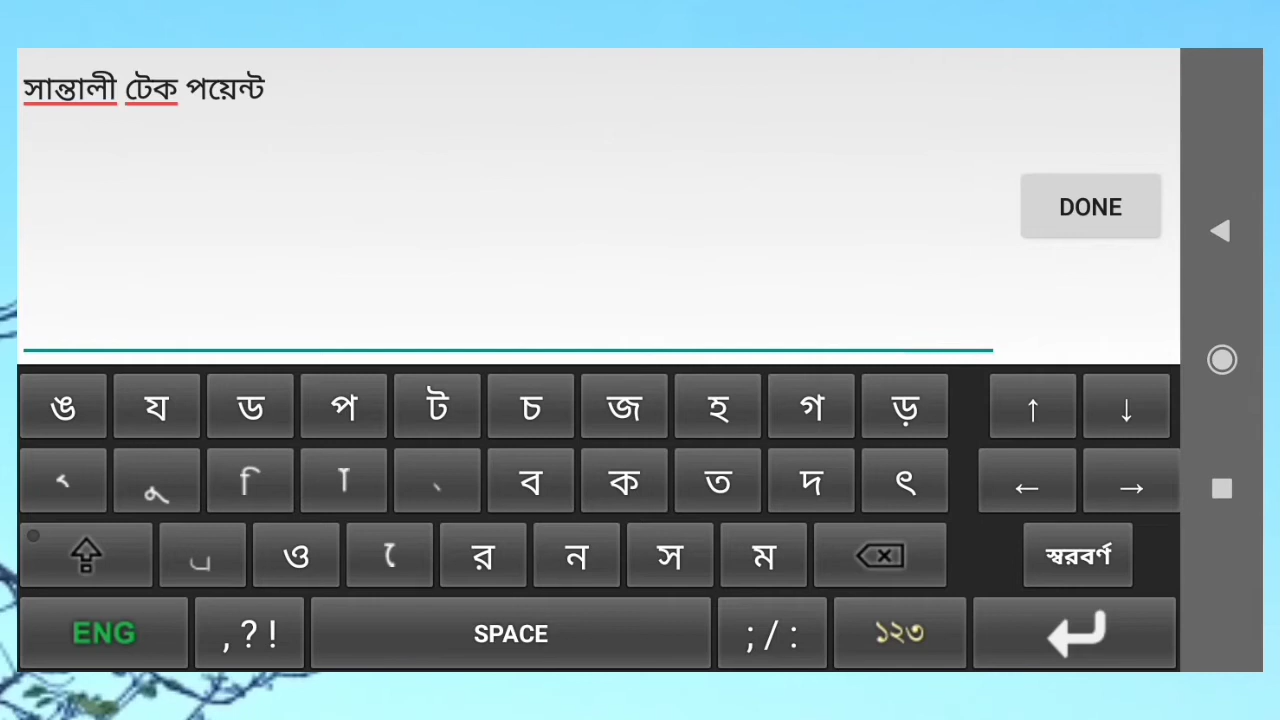 সান্তালী টেক পয়েন্ট
DONE
ঙ য ড প ট চ জ হ গ ড় ↑ ↓
ৃ ু ি া ্ ব ক ত দ ৎ ← →
ও ে র ন স ম স্বরবর্ণ
ENG , ? ! SPACE ; / : ১২৩